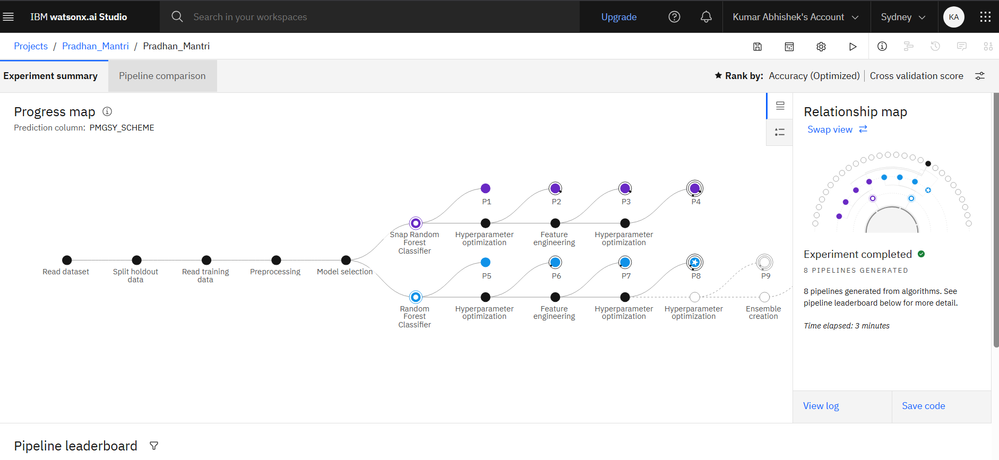 IBM watsonx.ai Studio
Search in your workspaces
Upgrade
Kumar Abhishek's Account
Sydney
KA
Projects / Pradhan_Mantri / Pradhan_Mantri
Experiment summary
Pipeline comparison
Rank by: Accuracy (Optimized) | Cross validation score
Progress map
Prediction column: PMGSY_SCHEME
P1
P2
P3
P4
Snap Random
Forest
Classifier
Hyperparameter
optimization
Feature
engineering
Hyperparameter
optimization
Read dataset
Split holdout
data
Read training
data
Preprocessing
Model selection
P5
P6
P7
P8
P9
Random
Forest
Classifier
Hyperparameter
optimization
Feature
engineering
Hyperparameter
optimization
Hyperparameter
optimization
Ensemble
creation
Relationship map
Swap view
Experiment completed
8 PIPELINES GENERATED
8 pipelines generated from algorithms. See
pipeline leaderboard below for more detail.
Time elapsed: 3 minutes
View log
Save code
Pipeline leaderboard